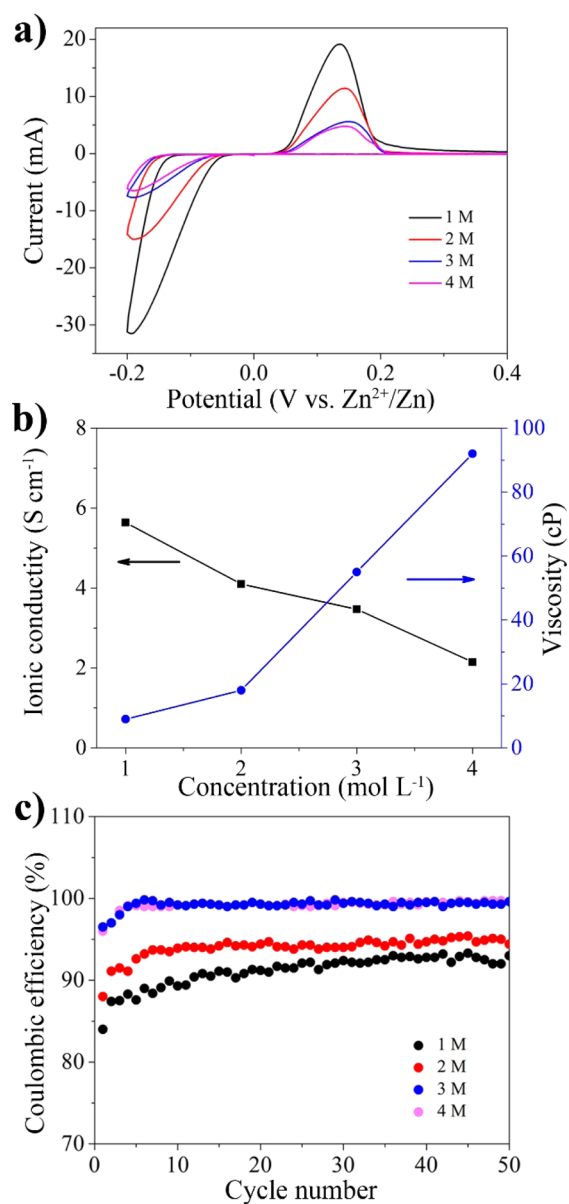 a)
20
10
0
-10
-20
-30
Current (mA)
1 M
2 M
3 M
4 M
-0.2
0.0
0.2
0.4
Potential (V vs. Zn²⁺/Zn)
b)
8
6
4
2
0
Ionic conductity (S cm⁻¹)
100
80
60
40
20
0
Viscosity (cP)
1
2
3
4
Concentration (mol L⁻¹)
c)
110
100
90
80
70
Coulombic efficiency (%)
1 M
2 M
3 M
4 M
0
10
20
30
40
50
Cycle number